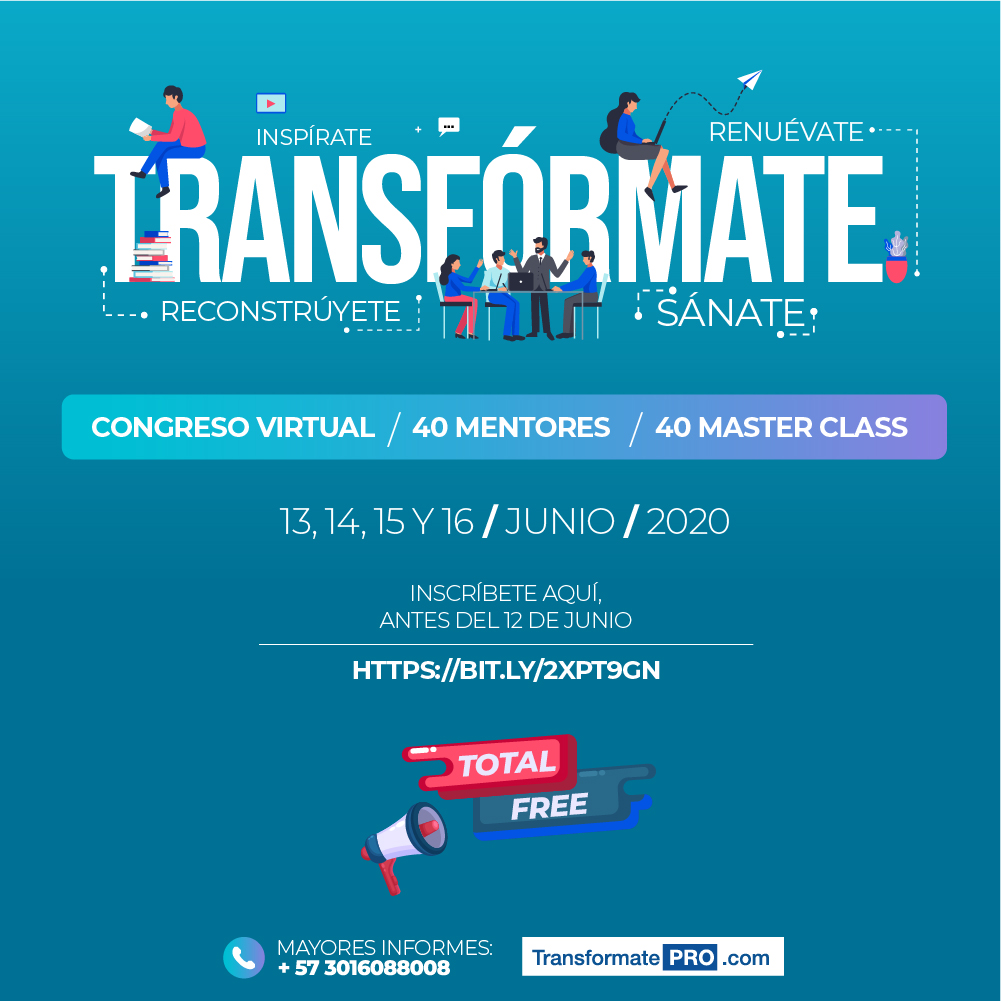 INSPÍRATE
RENUÉVATE
TRANSFÓRMATE
RECONSTRÚYETE
SÁNATE
CONGRESO VIRTUAL / 40 MENTORES / 40 MASTER CLASS
13, 14, 15 Y 16 / JUNIO / 2020
INSCRÍBETE AQUÍ,
ANTES DEL 12 DE JUNIO
HTTPS://BIT.LY/2XPT9GN
TOTAL
FREE
MAYORES INFORMES:
+ 57 3016088008
TransformatePRO.com